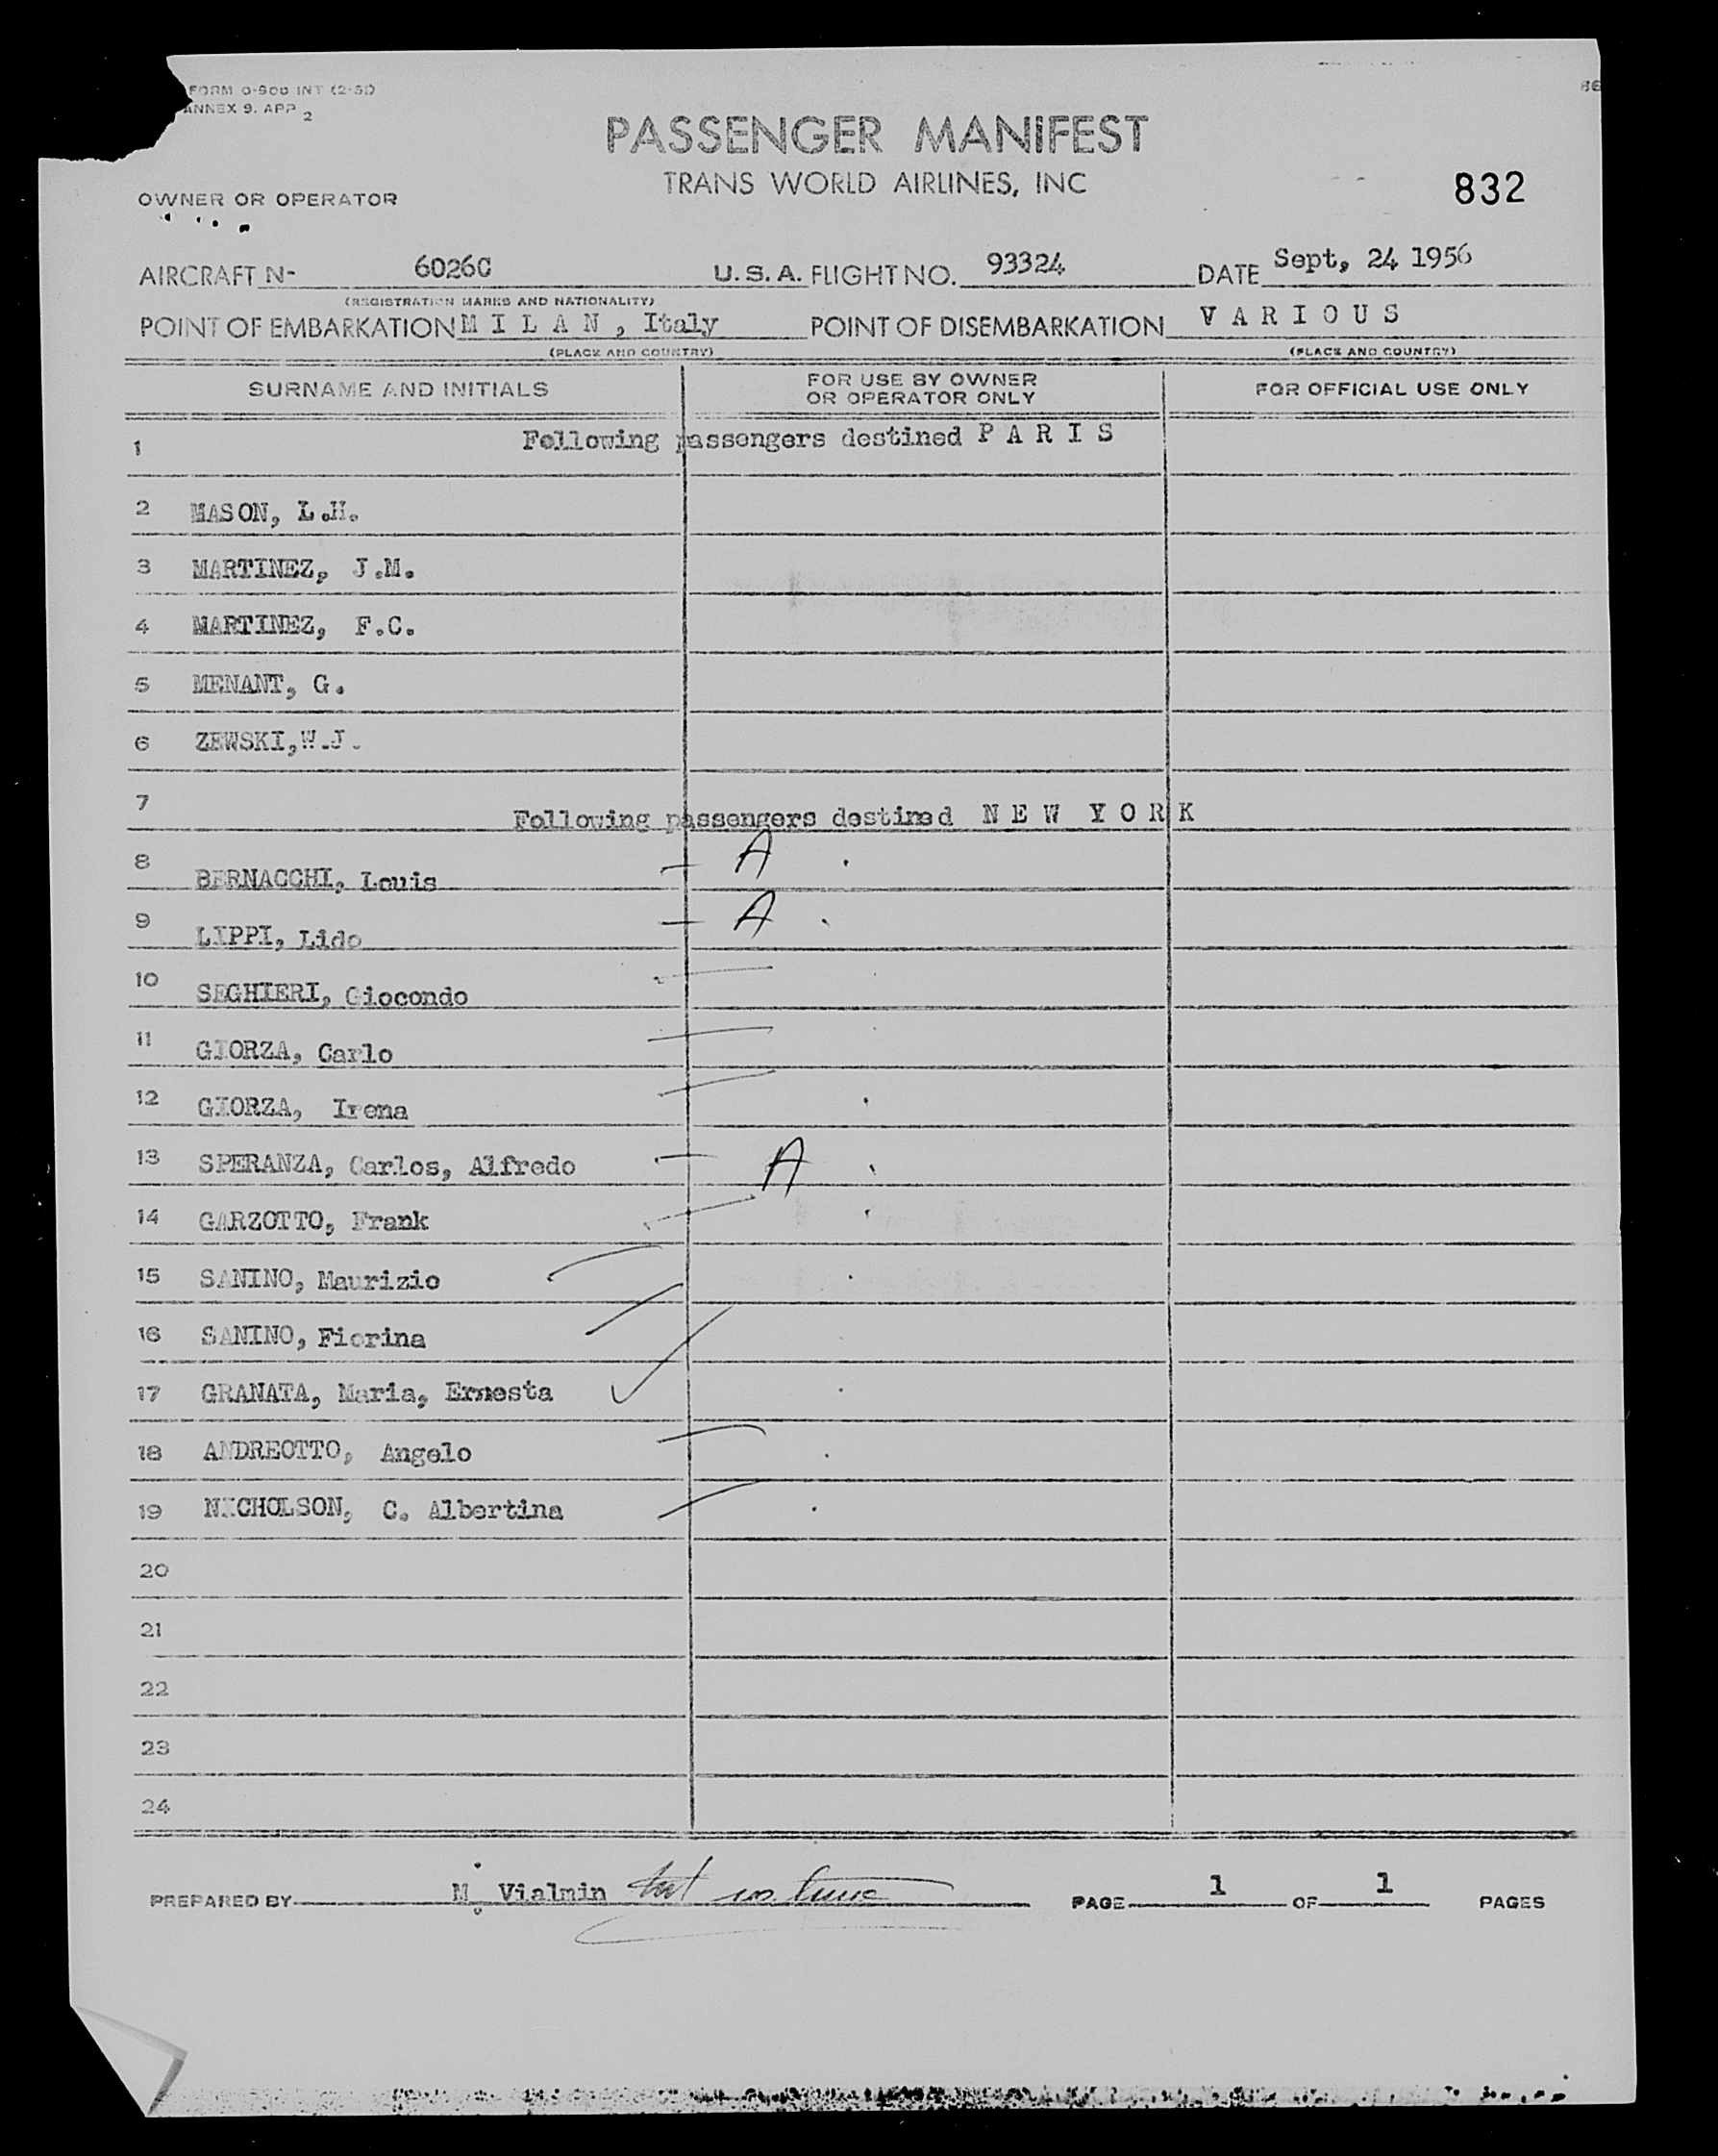 FORM O-900 INT (2-51)
ANNEX 9. APP 2
86
PASSENGER MANIFEST
TRANS WORLD AIRLINES, INC
832
OWNER OR OPERATOR
AIRCRAFT N- 6026C U.S.A. FLIGHT NO. 93324 DATE Sept, 24 1956
(REGISTRATION MARKS AND NATIONALITY)
POINT OF EMBARKATION M I L A N , Italy POINT OF DISEMBARKATION V A R I O U S
(PLACE AND COUNTRY) (PLACE AND COUNTRY)
SURNAME AND INITIALS FOR USE BY OWNER OR OPERATOR ONLY FOR OFFICIAL USE ONLY
1 Following passengers destined P A R I S
2 MASON, L.H.
3 MARTINEZ, J.M.
4 MARTINEZ, F.C.
5 MENANT, G.
6 ZEWSKI,W.J.
7 Following passengers destined N E W Y O R K
8 BERNACCHI, Louis - A
9 LIPPI, Lido - A
10 SEGHIERI, Giocondo
11 GIORZA, Carlo
12 GIORZA, Irena
13 SPERANZA, Carlos, Alfredo - A
14 GARZOTTO, Frank
15 SANINO, Maurizio
16 SANINO, Fiorina
17 GRANATA, Maria, Ernesta
18 ANDREOTTO, Angelo
19 NICHOLSON, C. Albertina
20
21
22
23
24
PREPARED BY M. Vialmin PAGE 1 OF 1 PAGES